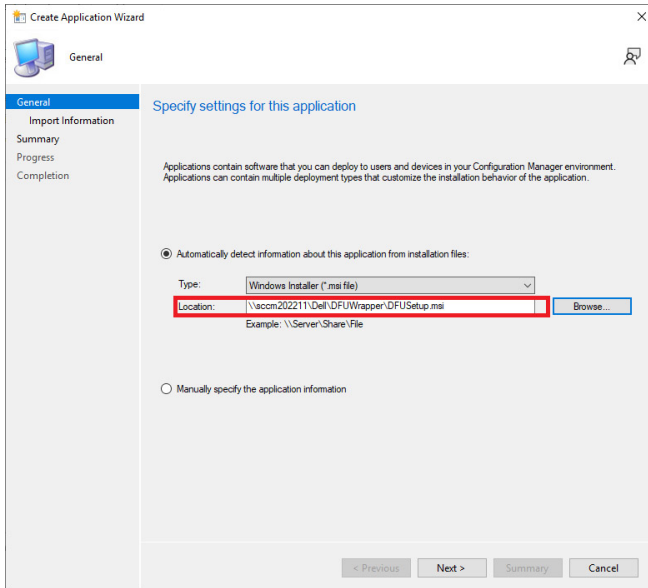 Create Application Wizard
General
General
Import Information
Summary
Progress
Completion
Specify settings for this application
Applications contain software that you can deploy to users and devices in your Configuration Manager environment.
Applications can contain multiple deployment types that customize the installation behavior of the application.
Automatically detect information about this application from installation files:
Type: Windows Installer (*.msi file)
Location: \\sccm202211\Dell\DFUWrapper\DFUSetup.msi Browse...
Example: \\Server\Share\File
Manually specify the application information
< Previous Next > Summary Cancel